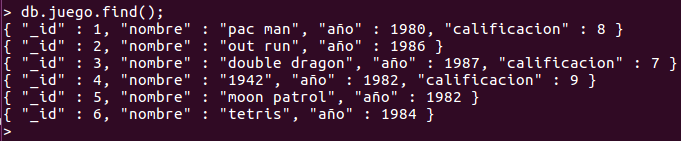 > db.juego.find();
{ "_id" : 1, "nombre" : "pac man", "año" : 1980, "calificacion" : 8 }
{ "_id" : 2, "nombre" : "out run", "año" : 1986 }
{ "_id" : 3, "nombre" : "double dragon", "año" : 1987, "calificacion" : 7 }
{ "_id" : 4, "nombre" : "1942", "año" : 1982, "calificacion" : 9 }
{ "_id" : 5, "nombre" : "moon patrol", "año" : 1982 }
{ "_id" : 6, "nombre" : "tetris", "año" : 1984 }
>